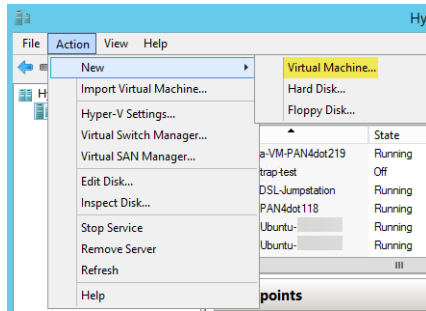 Hy
File Action View Help
H
New
Virtual Machine...
Import Virtual Machine...
Hard Disk...
Floppy Disk...
Hyper-V Settings...
Virtual Switch Manager...
State
Virtual SAN Manager...
a-VM-PAN4dot219 Running
trap-test Off
Edit Disk...
DSL-Jumpstation Running
Inspect Disk...
PAN4dot118 Running
Stop Service
Ubuntu- Running
Remove Server
Ubuntu- Running
Refresh
Help
points